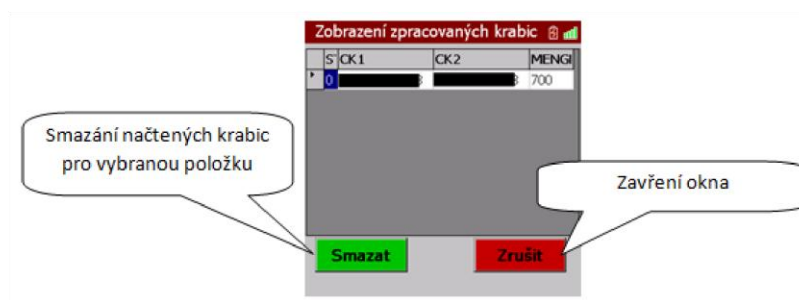 Zobrazení zpracovaných krabic
CK1 CK2 MENGI
0 700
Smazání načtených krabic
pro vybranou položku
Zavření okna
Smazat Zrušit